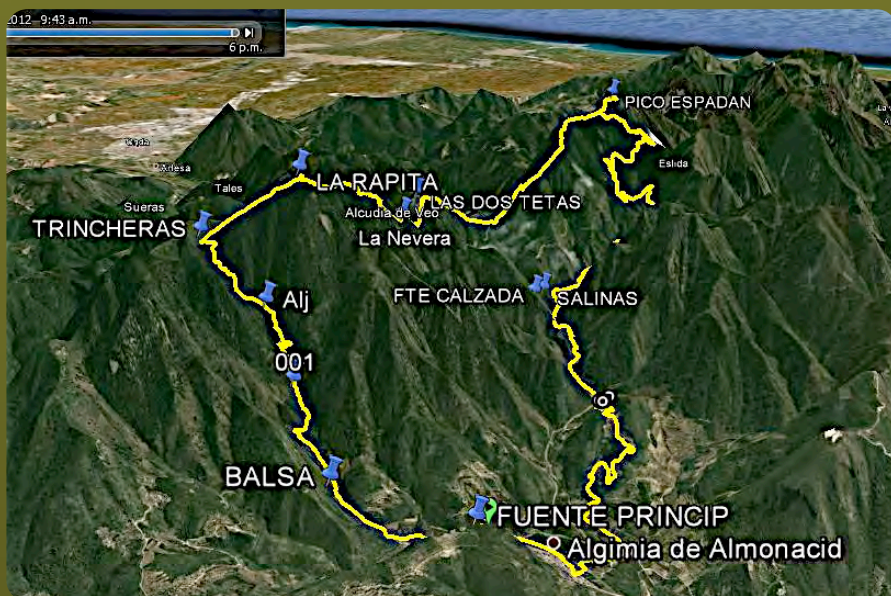 2012 9:43 a.m.
6 p.m.
PICO ESPADAN
Eslida
Tales
LA RAPITA
LAS DOS TETAS
Sueras
Alcudia de Veo
TRINCHERAS
La Nevera
Alj
FTE CALZADA
SALINAS
001
BALSA
FUENTE PRINCIP
Algimia de Almonacid